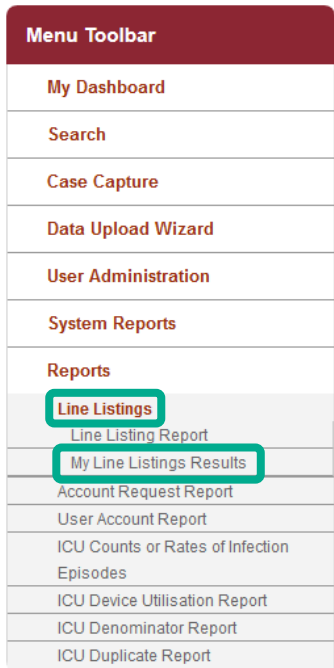 Menu Toolbar
My Dashboard
Search
Case Capture
Data Upload Wizard
User Administration
System Reports
Reports
Line Listings
Line Listing Report
My Line Listings Results
Account Request Report
User Account Report
ICU Counts or Rates of Infection
Episodes
ICU Device Utilisation Report
ICU Denominator Report
ICU Duplicate Report